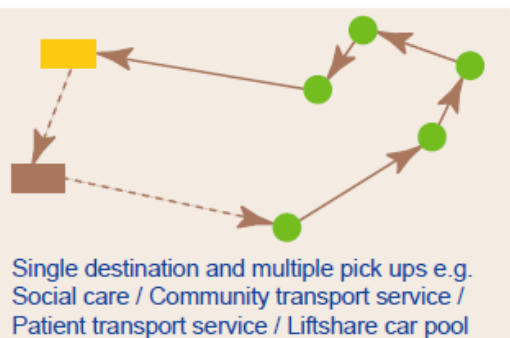 Single destination and multiple pick ups e.g.
Social care / Community transport service /
Patient transport service / Liftshare car pool